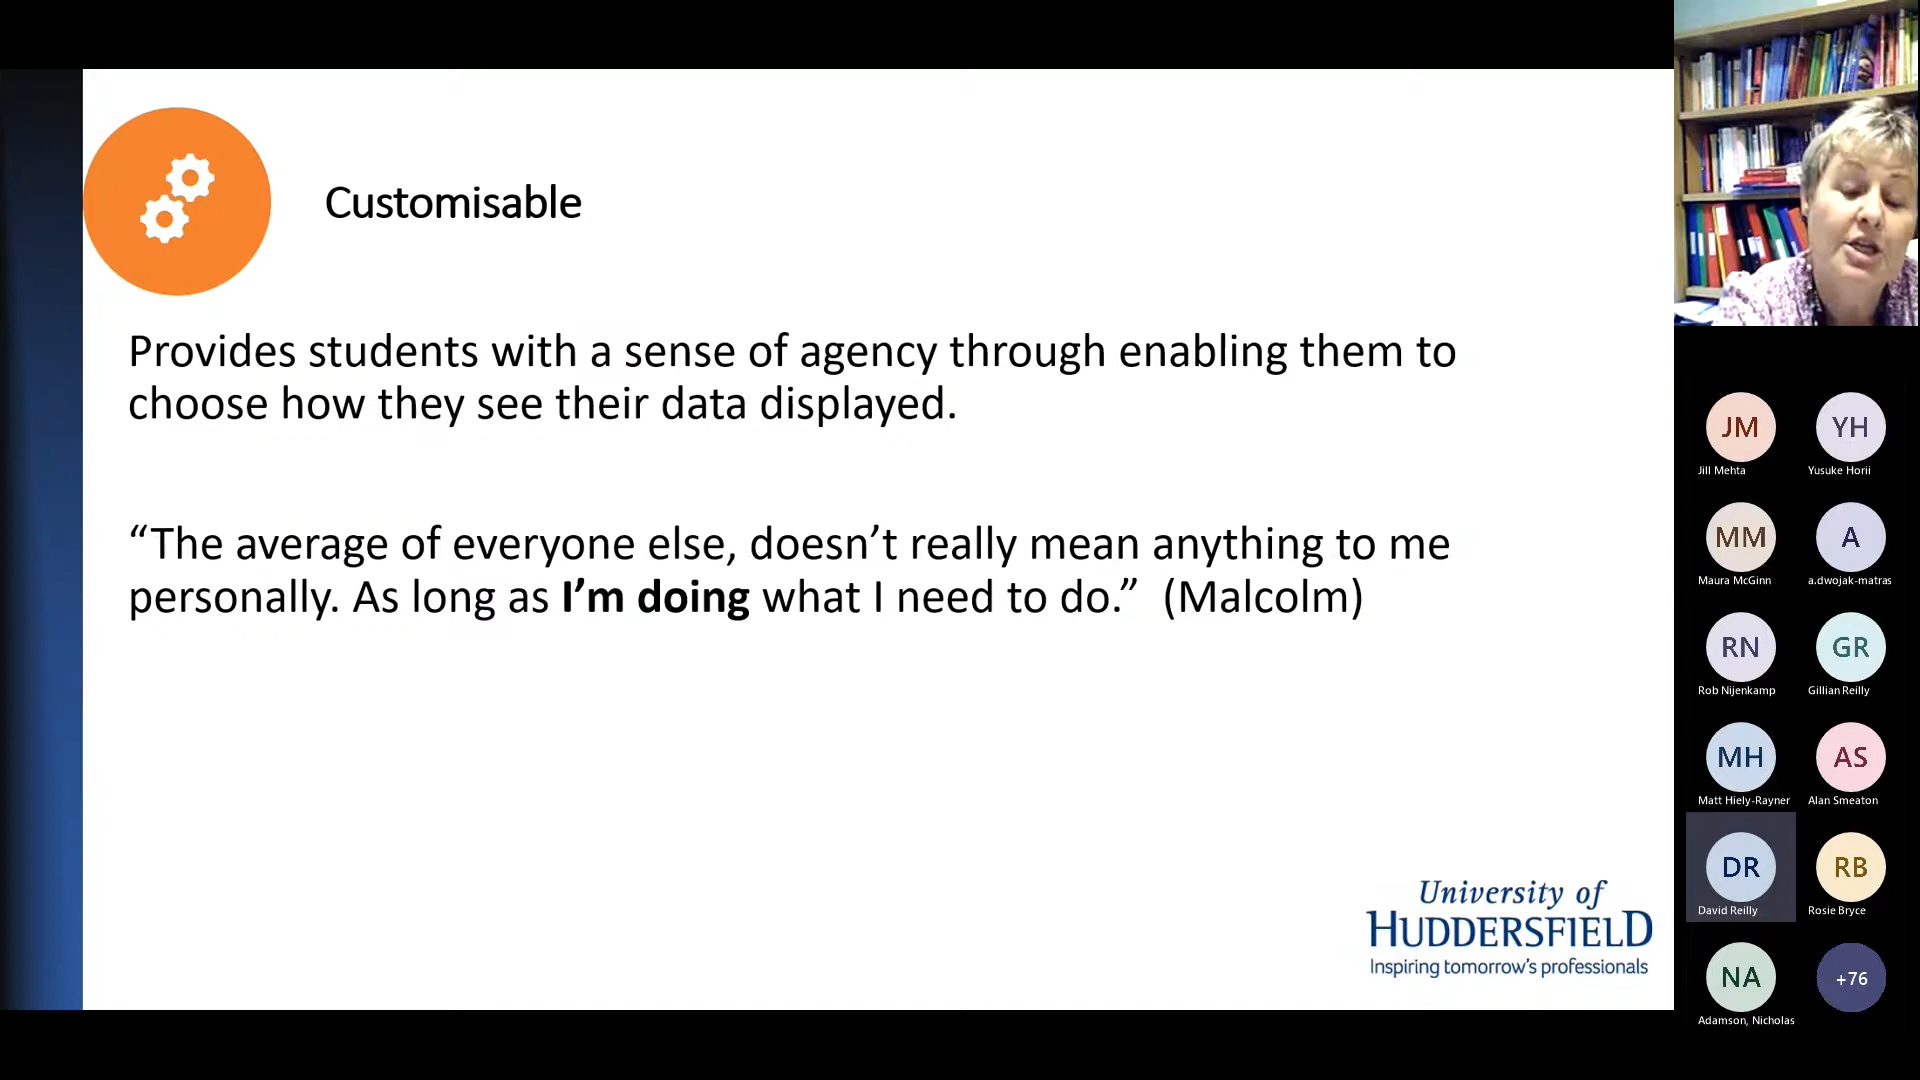 Customisable
Provides students with a sense of agency through enabling them to
choose how they see their data displayed.
“The average of everyone else, doesn’t really mean anything to me
personally. As long as I’m doing what I need to do.” (Malcolm)
University of
HUDDERSFIELD
Inspiring tomorrow’s professionals
JM
Jill Mehta
YH
Yusuke Horii
MM
Maura McGinn
A
a.dwojak-matras
RN
Rob Nijenkamp
GR
Gillian Reilly
MH
Matt Hiely-Rayner
AS
Alan Smeaton
DR
David Reilly
RB
Rosie Bryce
NA
Adamson, Nicholas
+76